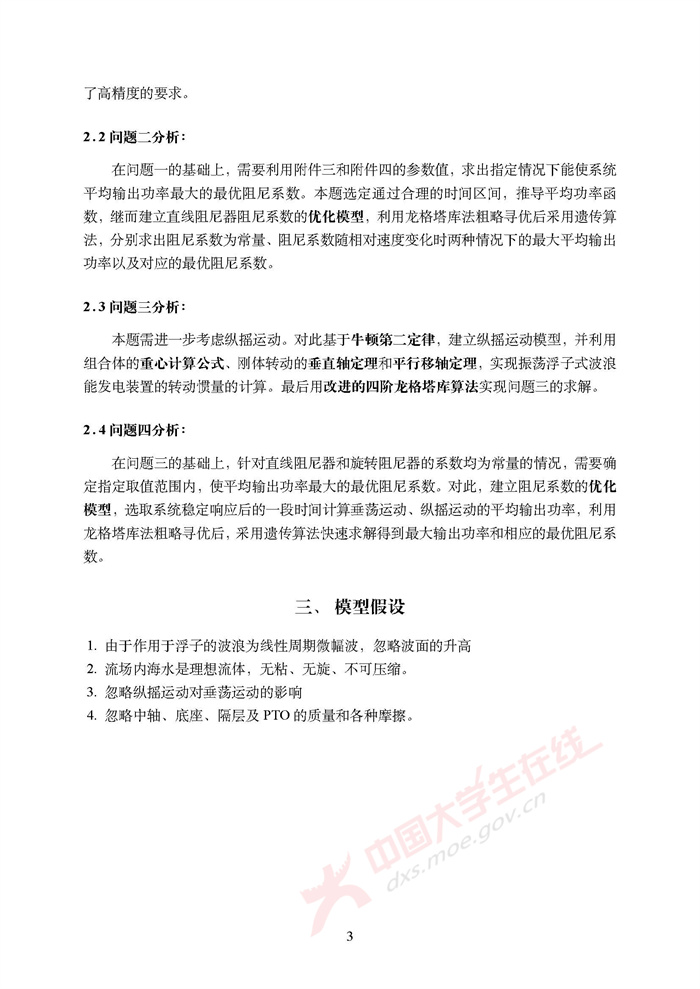 了高精度的要求。
2.2 问题二分析：
在问题一的基础上，需要利用附件三和附件四的参数值，求出指定情况下能使系统
平均输出功率最大的最优阻尼系数。本题选定通过合理的时间区间，推导平均功率函
数，继而建立直线阻尼器阻尼系数的优化模型，利用龙格塔库法粗略寻优后采用遗传算
法，分别求出阻尼系数为常量、阻尼系数随相对速度变化时两种情况下的最大平均输出
功率以及对应的最优阻尼系数。
2.3 问题三分析：
本题需进一步考虑纵摇运动。对此基于牛顿第二定律，建立纵摇运动模型，并利用
组合体的重心计算公式、刚体转动的垂直轴定理和平行移轴定理，实现振荡浮子式波浪
能发电装置的转动惯量的计算。最后用改进的四阶龙格塔库算法实现问题三的求解。
2.4 问题四分析：
在问题三的基础上，针对直线阻尼器和旋转阻尼器的系数均为常量的情况，需要确
定指定取值范围内，使平均输出功率最大的最优阻尼系数。对此，建立阻尼系数的优化
模型，选取系统稳定响应后的一段时间计算垂荡运动、纵摇运动的平均输出功率，利用
龙格塔库法粗略寻优后，采用遗传算法快速求解得到最大输出功率和相应的最优阻尼系
数。
三、 模型假设
1. 由于作用于浮子的波浪为线性周期微幅波，忽略波面的升高
2. 流场内海水是理想流体，无粘、无旋、不可压缩。
3. 忽略纵摇运动对垂荡运动的影响
4. 忽略中轴、底座、隔层及 PTO 的质量和各种摩擦。
中国大学生在线
dxs.moe.gov.cn
3